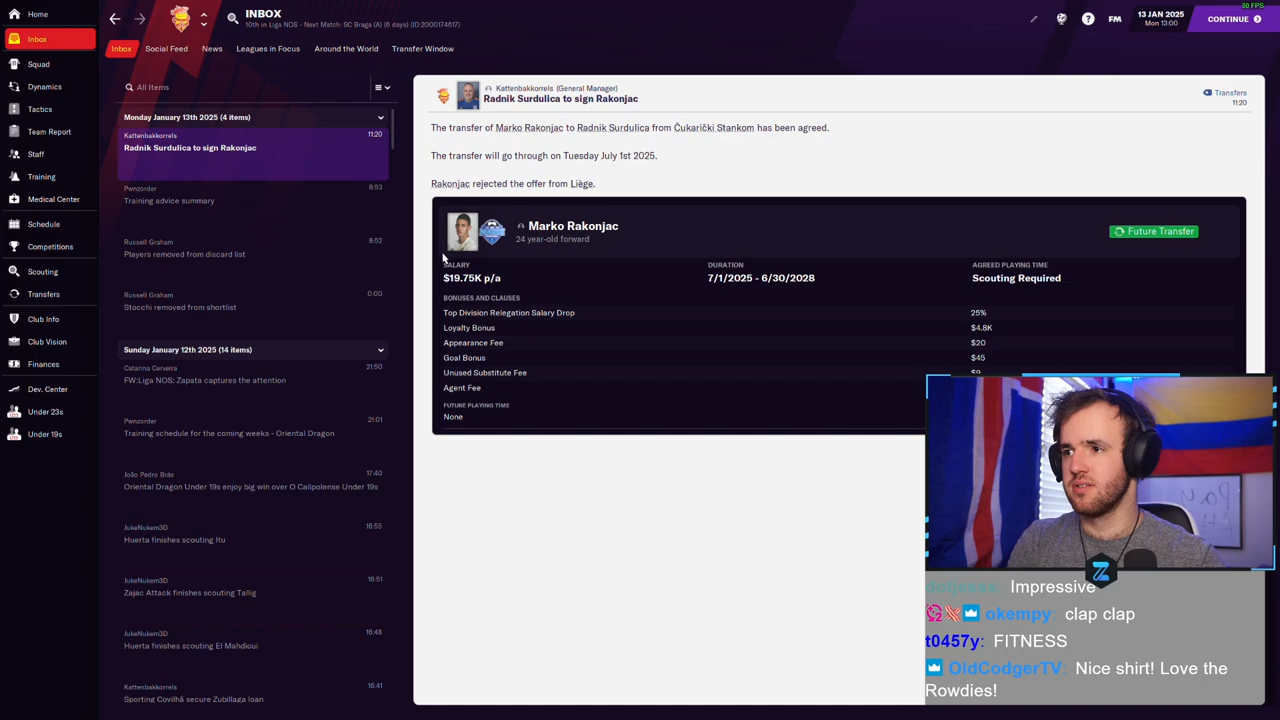 Home
Inbox
Squad
Dynamics
Tactics
Team Report
Staff
Training
Medical Center
Schedule
Competitions
Scouting
Transfers
Club Info
Club Vision
Finances
Dev. Center
Under 23s
Under 19s
INBOX
10th in Liga NOS - Next Match: SC Braga (A) (6 days) (ID:2000174617)
80 FPS
FM
13 JAN 2025
Mon 13:00
CONTINUE
Inbox
Social Feed
News
Leagues in Focus
Around the World
Transfer Window
All Items
Monday January 13th 2025 (4 items)
Kattenbakkorrels 11:20
Radnik Surdulica to sign Rakonjac
Pwnzorder 8:53
Training advice summary
Russell Graham 8:52
Players removed from discard list
Russell Graham 0:00
Stocchi removed from shortlist
Sunday January 12th 2025 (14 items)
Catarina Cerveira 21:50
FW:Liga NOS: Zapata captures the attention
Pwnzorder 21:01
Training schedule for the coming weeks - Oriental Dragon
João Pedro Brás 17:40
Oriental Dragon Under 19s enjoy big win over O Calipolense Under 19s
JukeNukem3D 16:55
Huerta finishes scouting Itu
JukeNukem3D 16:51
Zajac Attack finishes scouting Tallig
JukeNukem3D 16:48
Huerta finishes scouting El Mahdioui
Kattenbakkorrels 16:41
Sporting Covilhã secure Zubillaga loan
Kattenbakkorrels (General Manager)
Radnik Surdulica to sign Rakonjac
Transfers
11:20
The transfer of Marko Rakonjac to Radnik Surdulica from Čukarički Stankom has been agreed.
The transfer will go through on Tuesday July 1st 2025.
Rakonjac rejected the offer from Liège.
Marko Rakonjac
24 year-old forward
Future Transfer
SALARY
$19.75K p/a
DURATION
7/1/2025 - 6/30/2028
AGREED PLAYING TIME
Scouting Required
BONUSES AND CLAUSES
Top Division Relegation Salary Drop 25%
Loyalty Bonus $4.8K
Appearance Fee $20
Goal Bonus $45
Unused Substitute Fee $9
Agent Fee
FUTURE PLAYING TIME
None
Impressive
okempy: clap clap
t0457y: FITNESS
OldCodgerTV: Nice shirt! Love the
Rowdies!